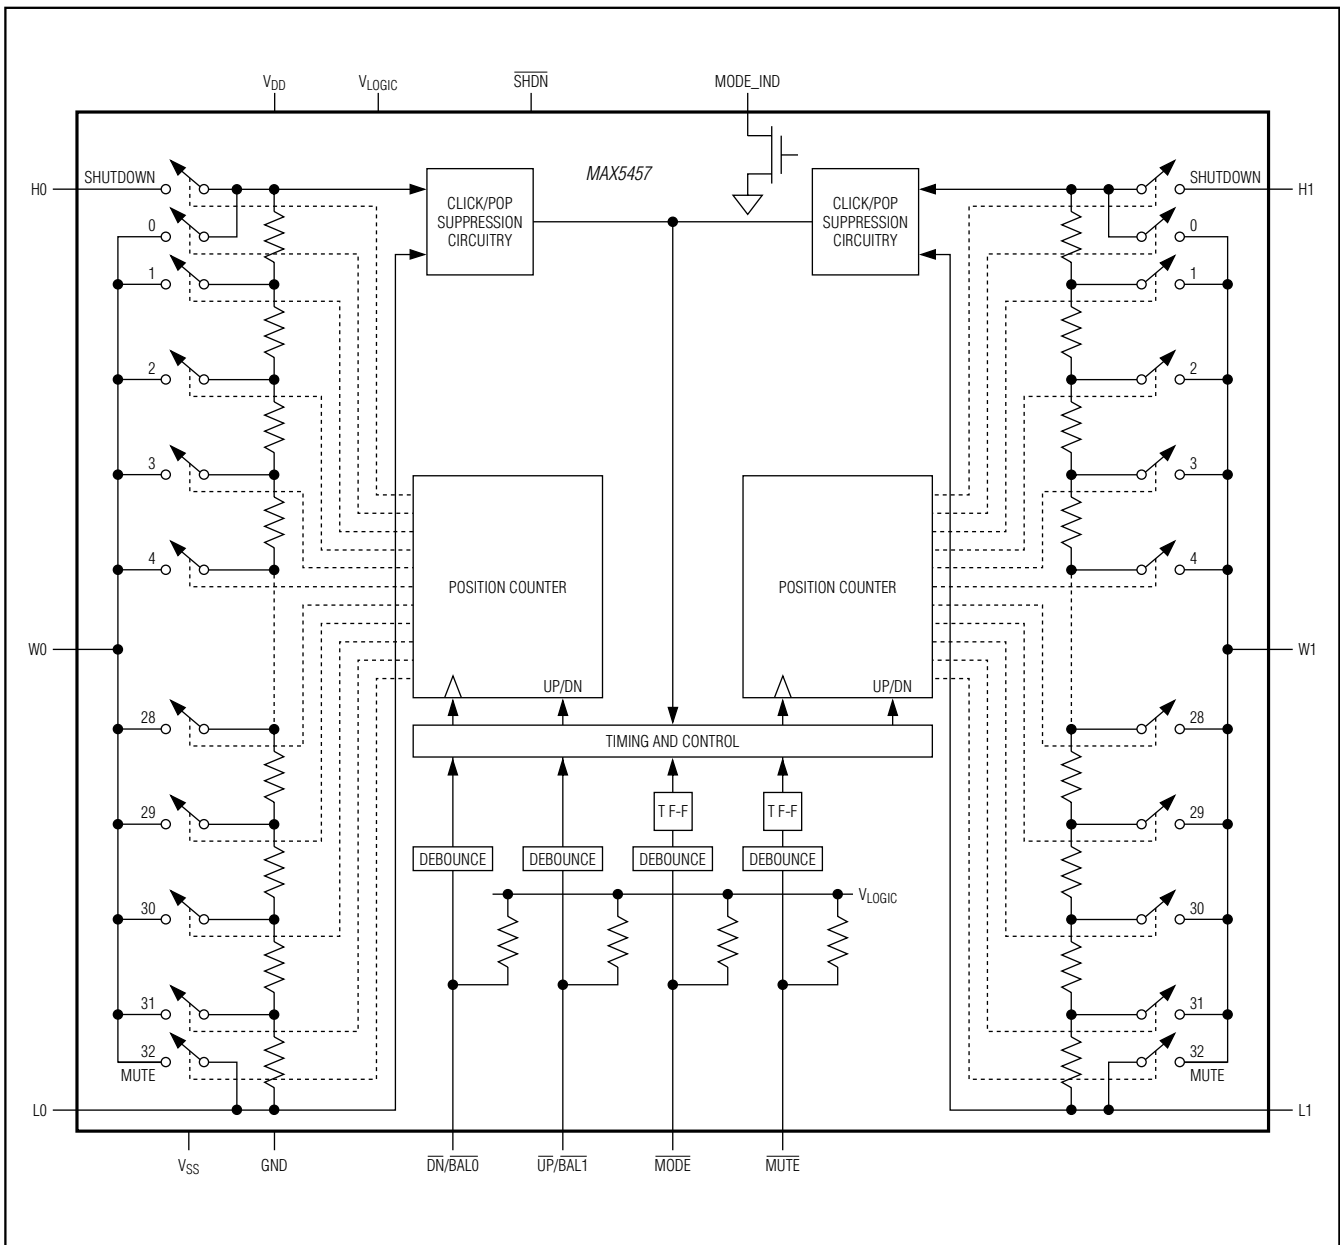 VDD
VLOGIC
SHDN
MODE_IND
MAX5457
H0
SHUTDOWN
CLICK/POP
SUPPRESSION
CIRCUITRY
CLICK/POP
SUPPRESSION
CIRCUITRY
SHUTDOWN
H1
0
0
1
1
2
2
3
3
4
4
POSITION COUNTER
POSITION COUNTER
W0
W1
UP/DN
UP/DN
28
28
TIMING AND CONTROL
29
T F-F
T F-F
29
DEBOUNCE
DEBOUNCE
DEBOUNCE
DEBOUNCE
VLOGIC
30
30
31
31
32
MUTE
32
MUTE
L0
L1
VSS
GND
DN/BAL0
UP/BAL1
MODE
MUTE